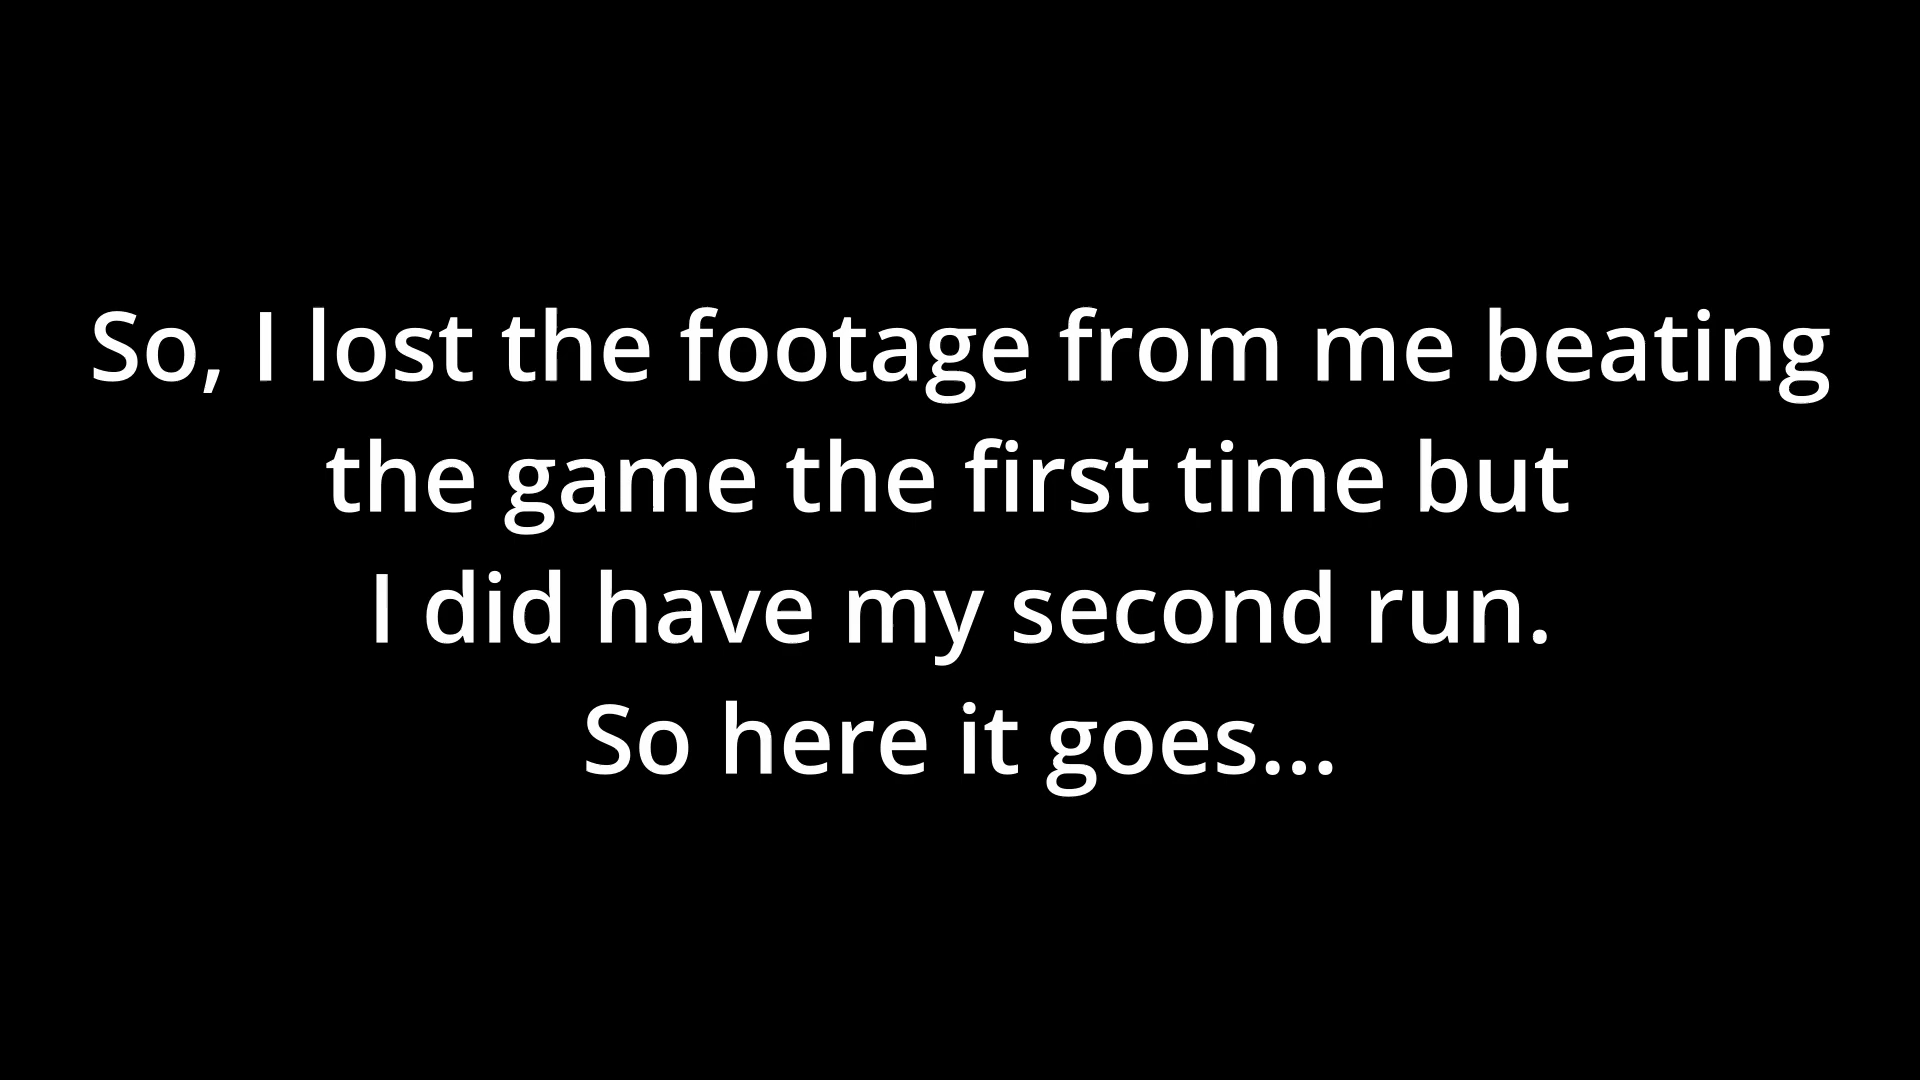 So, I lost the footage from me beating
the game the first time but
I did have my second run.
So here it goes...